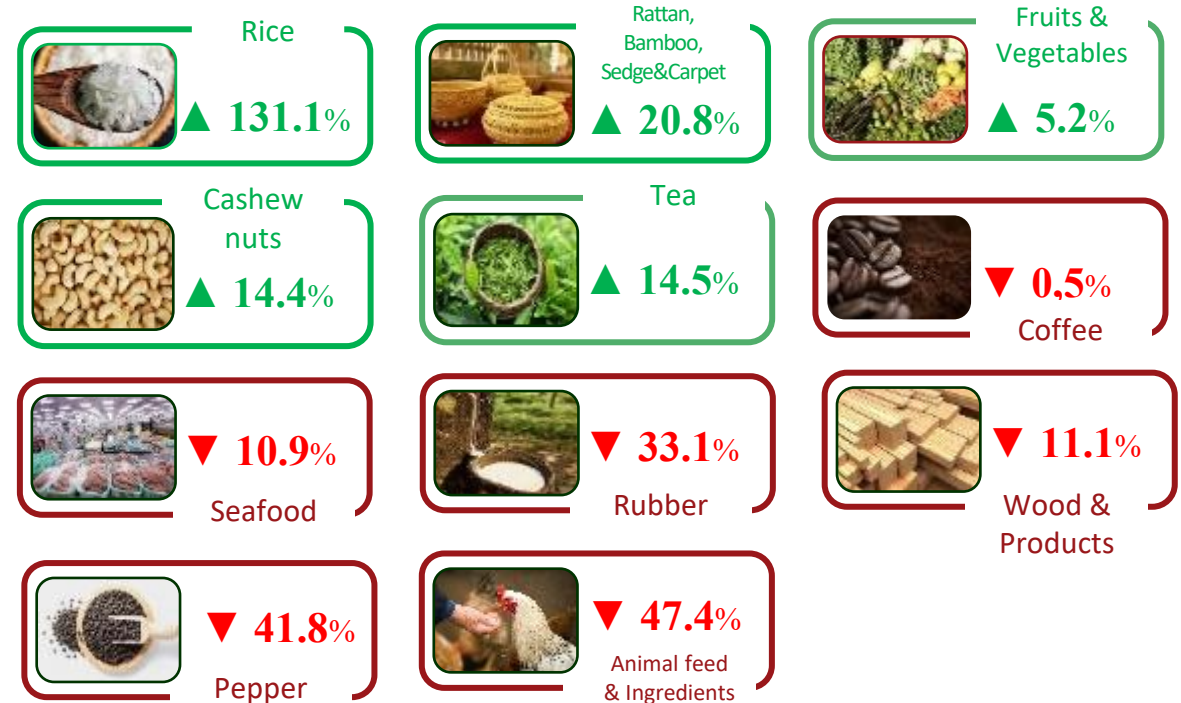 Rice
▲ 131.1%
Rattan,
Bamboo,
Sedge&Carpet
▲ 20.8%
Fruits &
Vegetables
▲ 5.2%
Cashew
nuts
▲ 14.4%
Tea
▲ 14.5%
▼ 0,5%
Coffee
▼ 10.9%
Seafood
▼ 33.1%
Rubber
▼ 11.1%
Wood &
Products
▼ 41.8%
Pepper
▼ 47.4%
Animal feed
& Ingredients